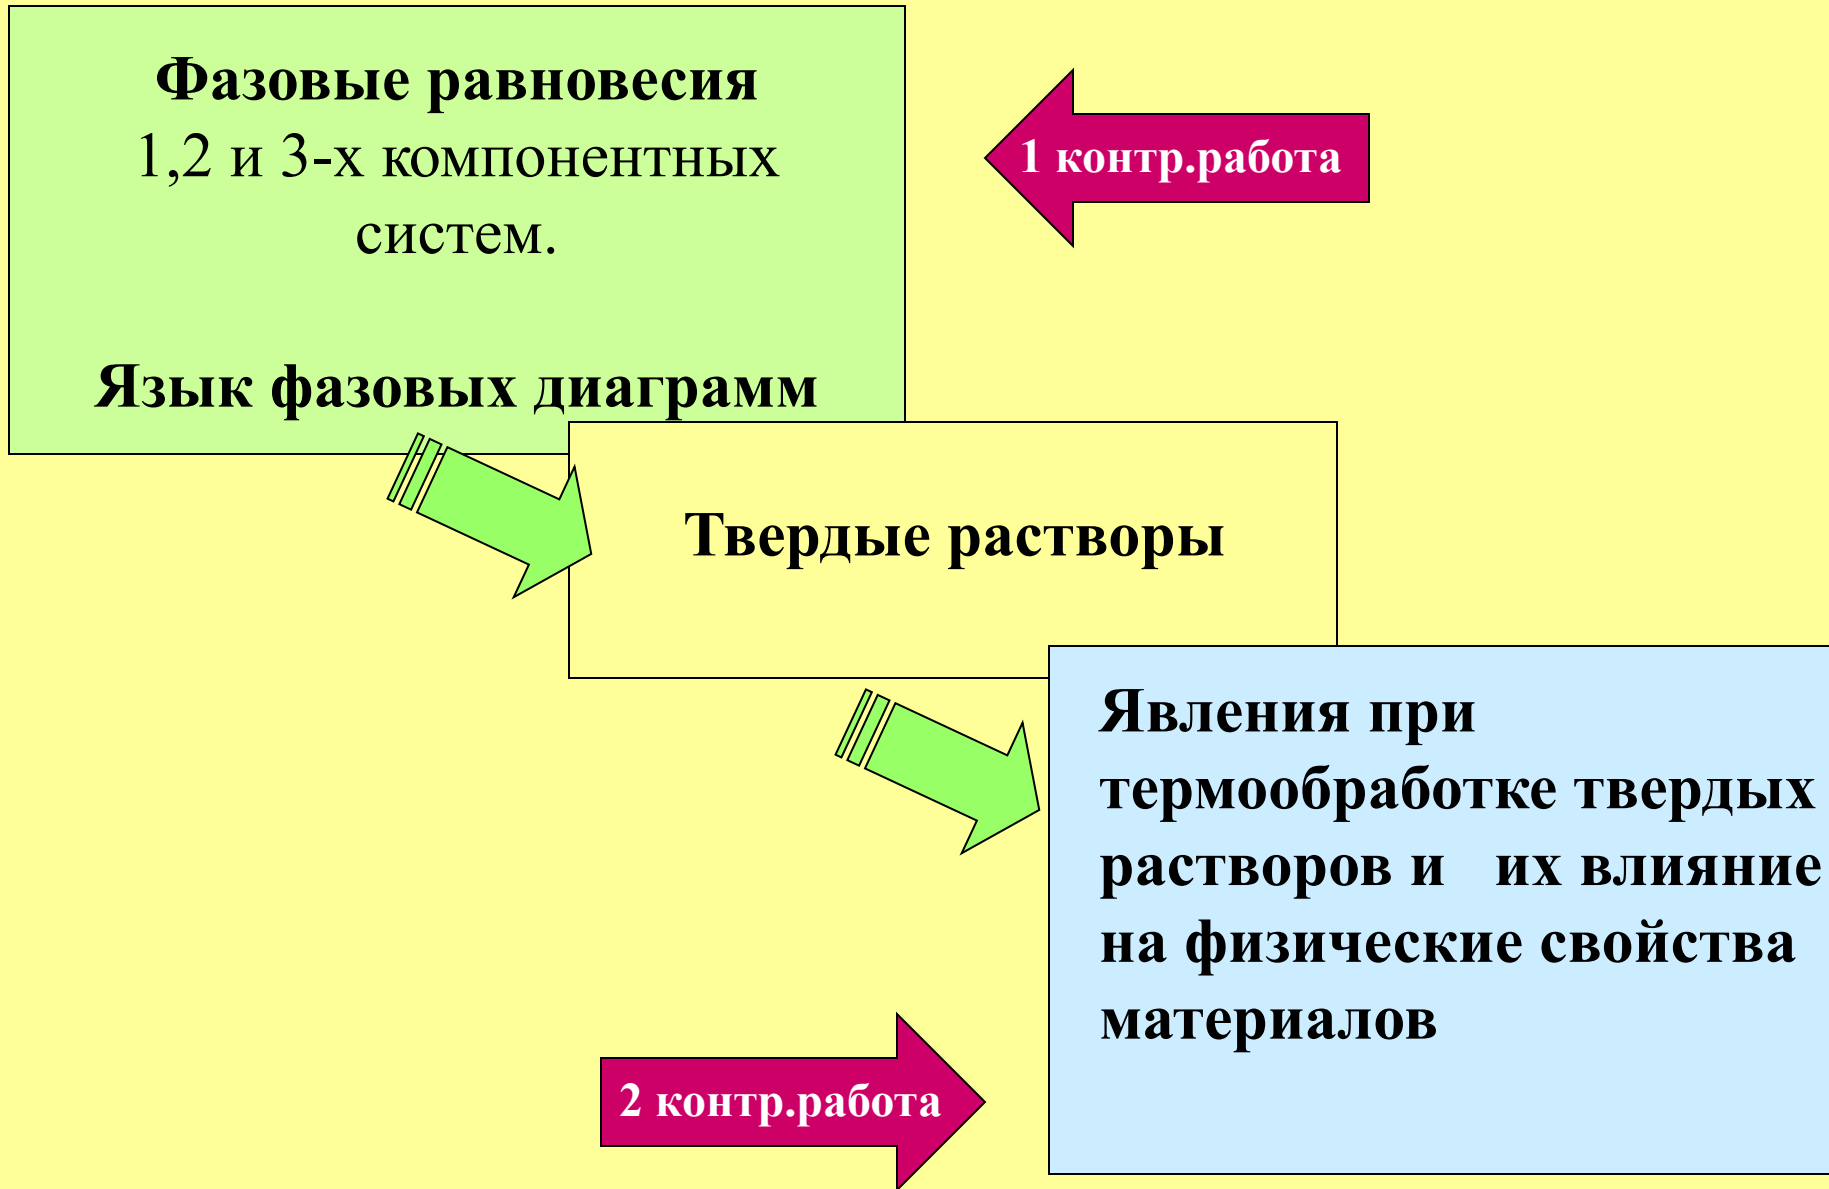 Фазовые равновесия
1,2 и 3-х компонентных
систем.
Язык фазовых диаграмм
1 контр.работа
Твердые растворы
Явления при
термообработке твердых
растворов и их влияние
на физические свойства
материалов
2 контр.работа